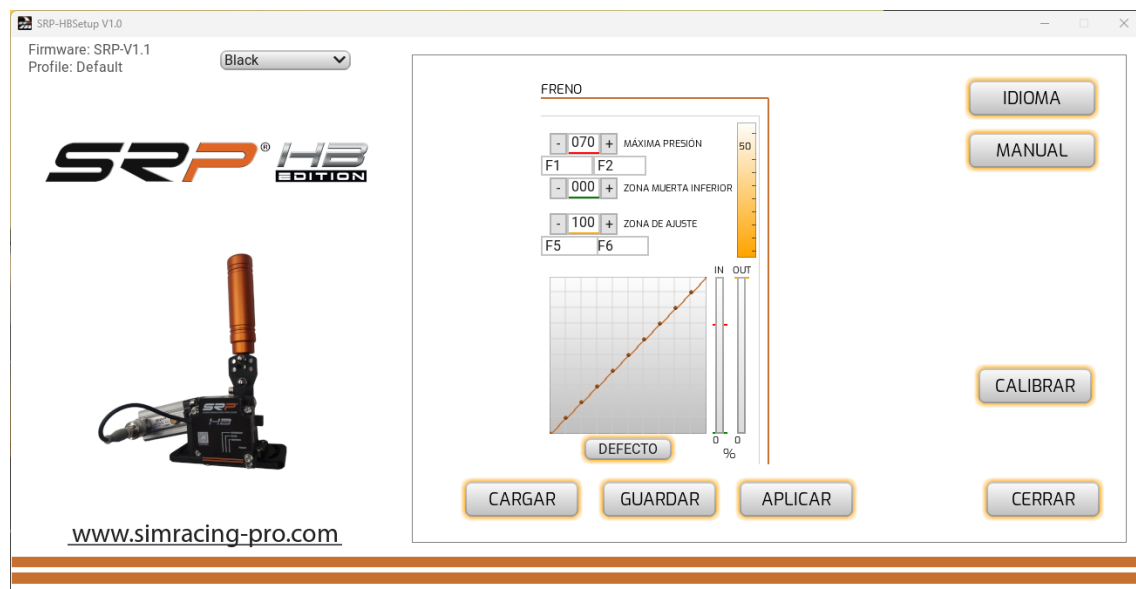 SRP-HBSetup V1.0
Firmware: SRP-V1.1
Profile: Default
Black
SRP® HB
EDITION
SRP
HB
www.simracing-pro.com
FRENO
- 070 + MÁXIMA PRESIÓN
F1 F2
- 000 + ZONA MUERTA INFERIOR
- 100 + ZONA DE AJUSTE
F5 F6
50
IN OUT
0 0
%
DEFECTO
CARGAR GUARDAR APLICAR
IDIOMA
MANUAL
CALIBRAR
CERRAR